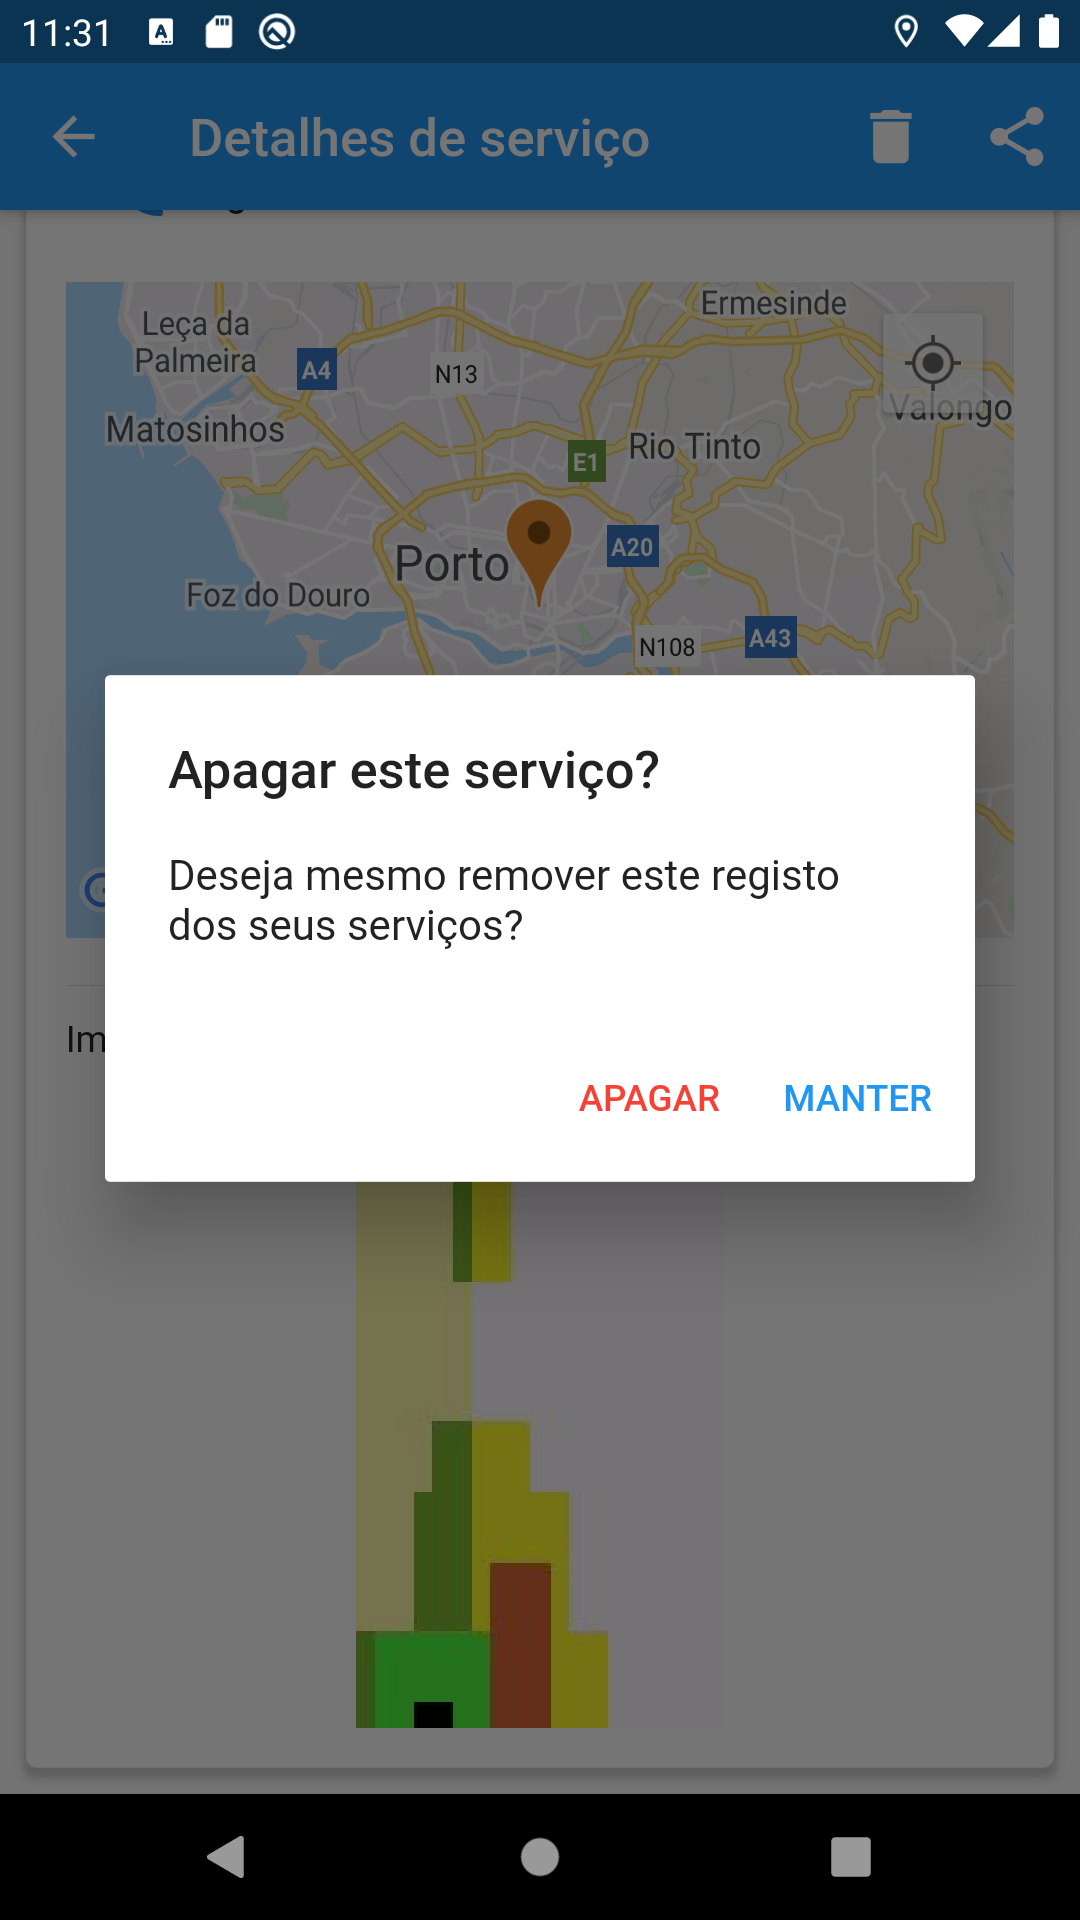 11:31
Detalhes de serviço
Ermesinde
Leça da
Palmeira
A4
N13
Valongo
Matosinhos
Rio Tinto
E1
A20
Porto
Foz do Douro
N108
A43
Apagar este serviço?
Deseja mesmo remover este registo
dos seus serviços?
Im
APAGAR
MANTER